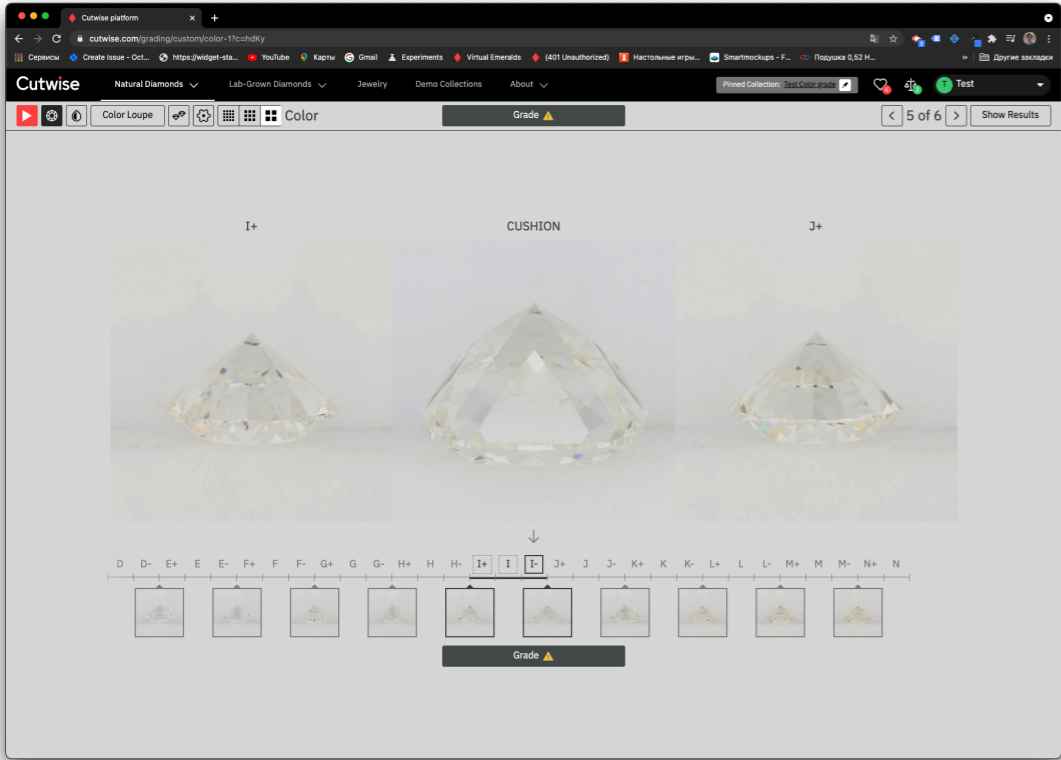 Cutwise platform
cutwise.com/grading/custom/color-1?c=hdKy
Сервисы Create Issue - Oct... https://widget-sta... YouTube Карты Gmail Experiments Virtual Emeralds (401 Unauthorized) Настольные игры... Smartmockups - F... Подушка 0,52 Н... » Другие закладки
Cutwise Natural Diamonds Lab-Grown Diamonds Jewelry Demo Collections About Pinned Collection: Test Color grade T Test
Color Loupe Color Grade 5 of 6 Show Results
I+ CUSHION J+
D D- E+ E E- F+ F F- G+ G G- H+ H H- I+ I I- J+ J J- K+ K K- L+ L L- M+ M M- N+ N
Grade